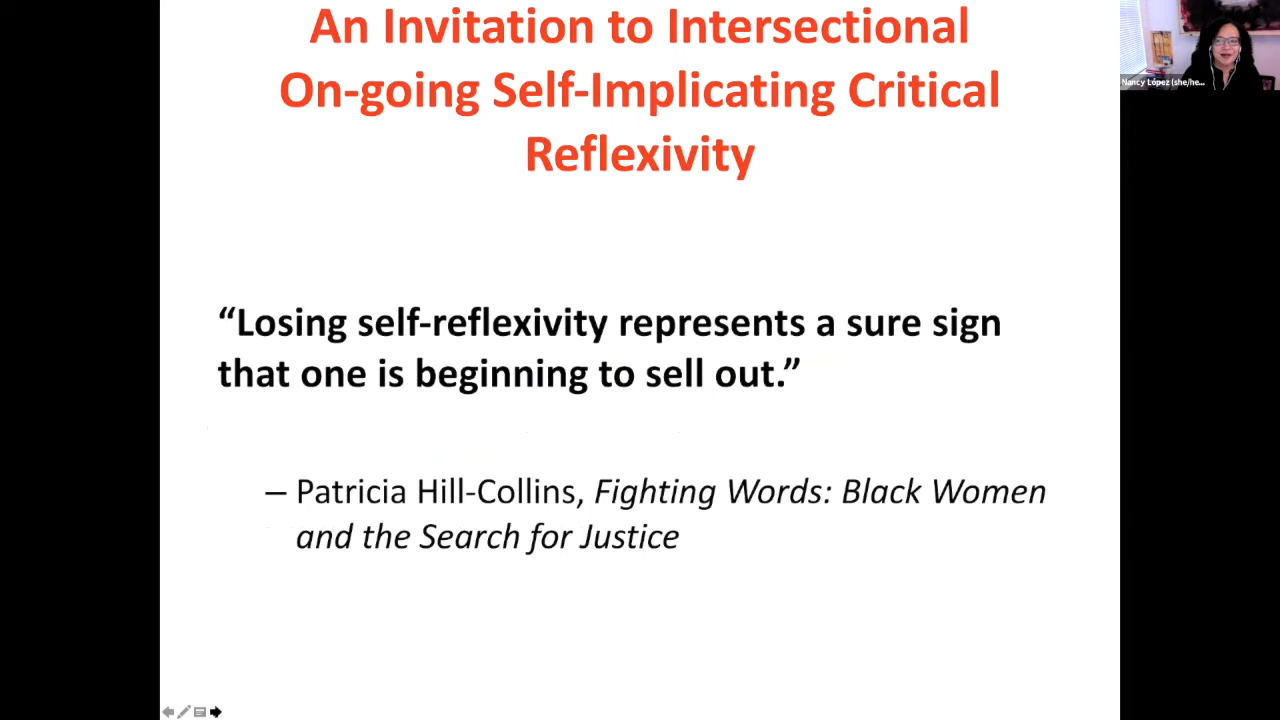 An Invitation to Intersectional
On-going Self-Implicating Critical
Reflexivity
Nancy López (she/he...
“Losing self-reflexivity represents a sure sign
that one is beginning to sell out.”
– Patricia Hill-Collins, Fighting Words: Black Women
and the Search for Justice